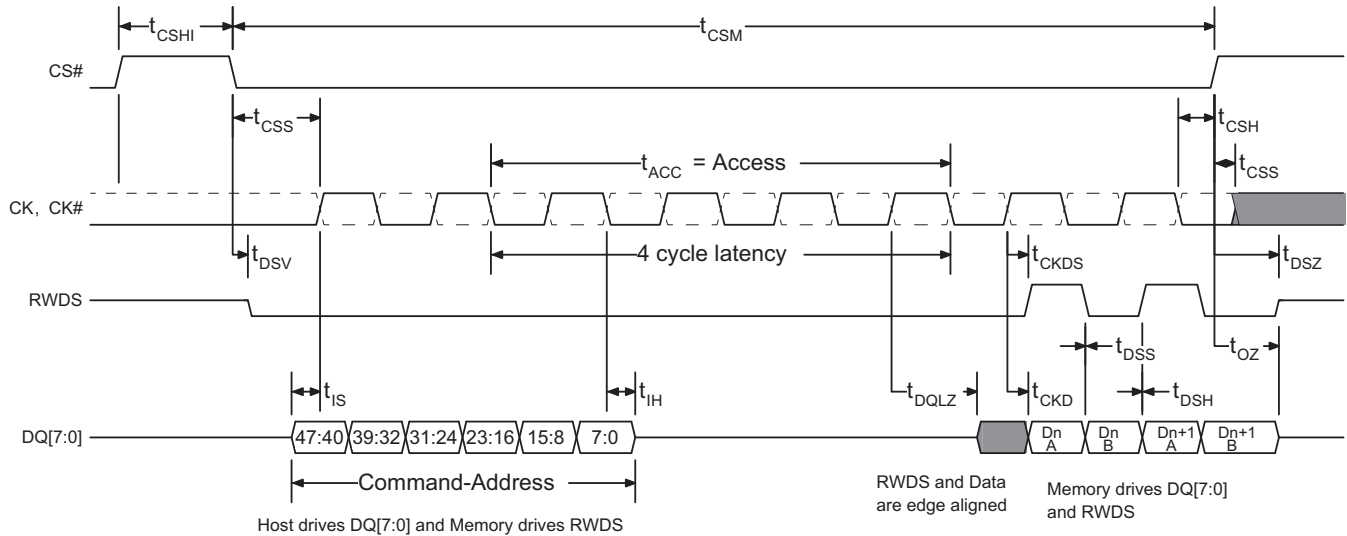 tCSHI
tCSM
CS#
tCSS
tCSH
tACC = Access
tCSS
CK, CK#
4 cycle latency
tDSV
tCKDS
tDSZ
RWDS
tDSS
tOZ
tIS
tIH
tDQLZ
tCKD
tDSH
DQ[7:0]
47:40 39:32 31:24 23:16 15:8 7:0
Dn A
Dn B
Dn+1 A
Dn+1 B
Command-Address
RWDS and Data
are edge aligned
Memory drives DQ[7:0]
and RWDS
Host drives DQ[7:0] and Memory drives RWDS